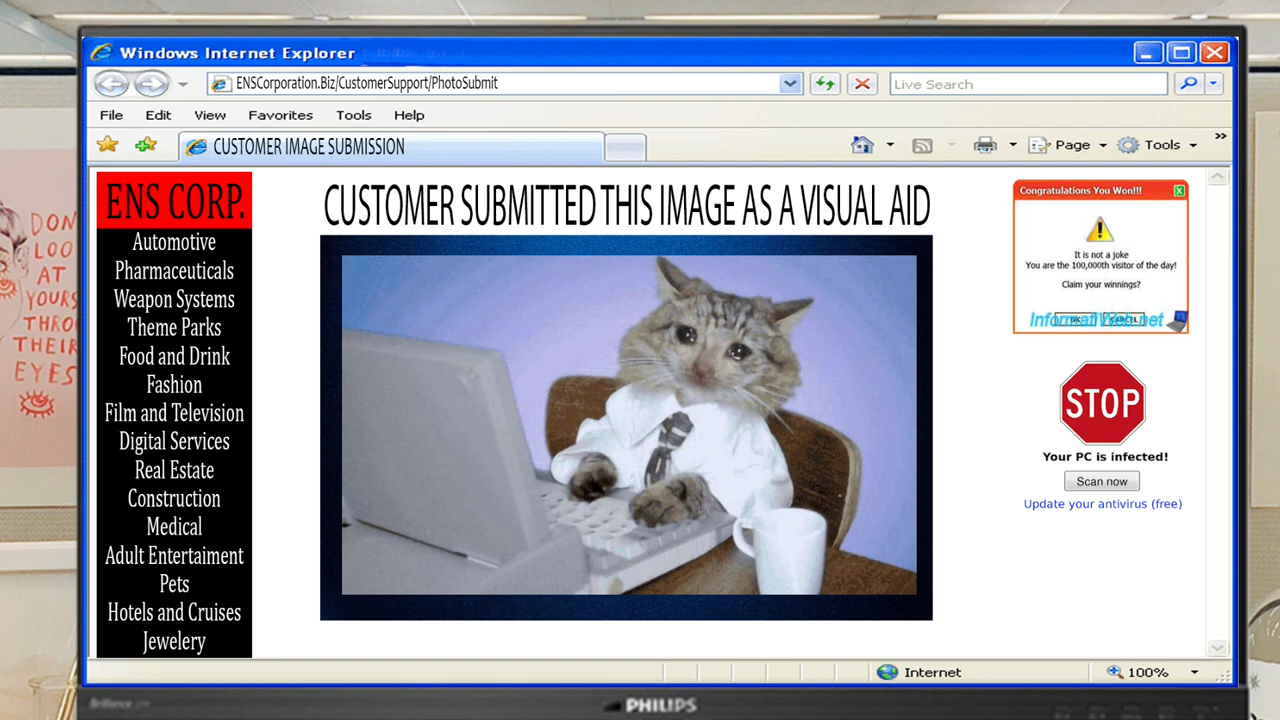 DON
LOO
AT
YOURS
THRO
THEIR
EYES
Windows Internet Explorer
ENSCorporation.Biz/CustomerSupport/PhotoSubmit
Live Search
File Edit View Favorites Tools Help
CUSTOMER IMAGE SUBMISSION
Page Tools
ENS CORP.
Automotive
Pharmaceuticals
Weapon Systems
Theme Parks
Food and Drink
Fashion
Film and Television
Digital Services
Real Estate
Construction
Medical
Adult Entertaiment
Pets
Hotels and Cruises
Jewelery
CUSTOMER SUBMITTED THIS IMAGE AS A VISUAL AID
Congratulations You Won!!!
It is not a joke
You are the 100,000th visitor of the day!
Claim your winnings?
STOP
Your PC is infected!
Scan now
Update your antivirus (free)
Internet
100%
PHILIPS